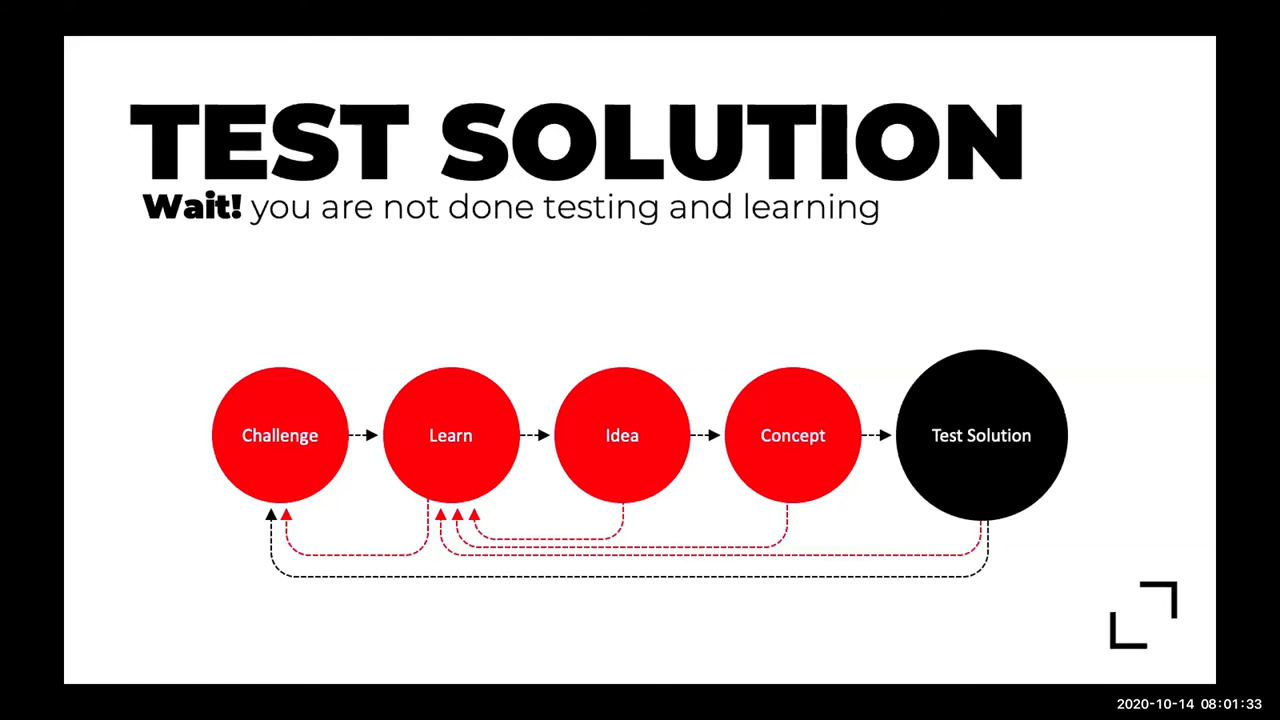 TEST SOLUTION
Wait! you are not done testing and learning
Challenge
Learn
Idea
Concept
Test Solution
2020-10-14 08:01:33